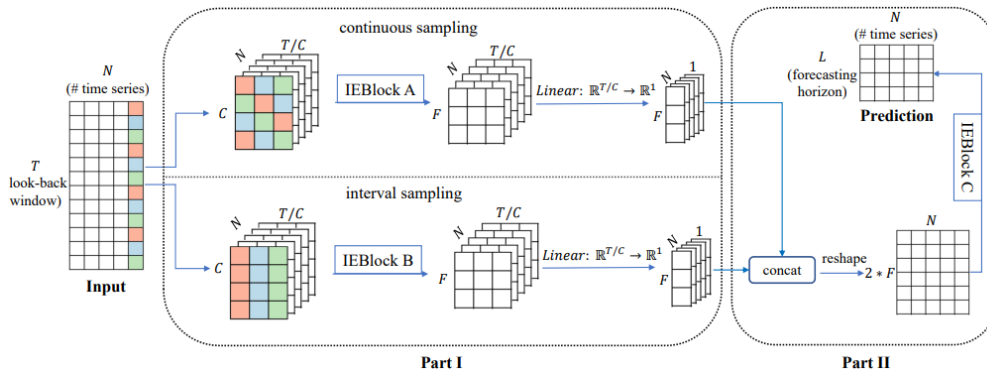 N
(# time series)
T
look-back
window)
Input
continuous sampling
N
T/C
C
IEBlock A
N
T/C
F
Linear: ℝ^{T/C} → ℝ^1
N
1
F
interval sampling
N
T/C
C
IEBlock B
N
T/C
F
Linear: ℝ^{T/C} → ℝ^1
N
1
F
Part I
N
(# time series)
L
(forecasting
horizon)
Prediction
IEBlock C
concat
reshape
2 * F
N
Part II